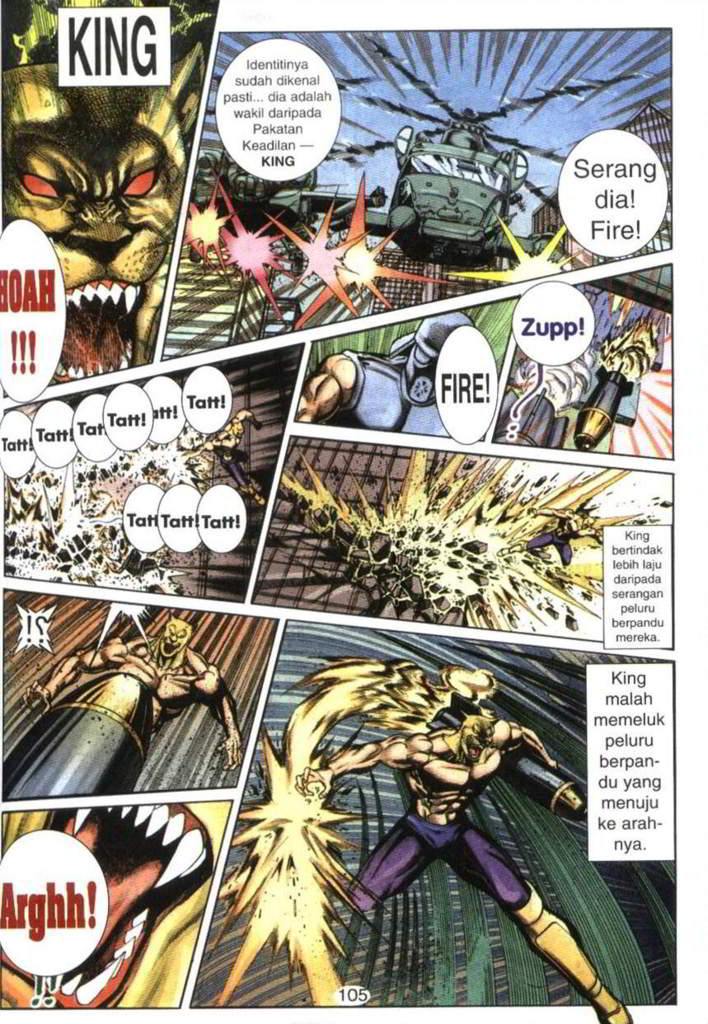 KING
Identitinya
sudah dikenal
pasti... dia adalah
wakil daripada
Pakatan
Keadilan —
KING
Serang
dia!
Fire!
HOAH
!!!
FIRE!
Zupp!
Tatt!
Tatt!
Tatt!
Tatt!
Tatt!
Tatt!
Tatt!
Tatt!
King
bertindak
lebih laju
daripada
serangan
peluru
berpandu
mereka.
?!
King
malah
memeluk
peluru
berpan-
du yang
menuju
ke arah-
nya.
Arghh!
!!
105